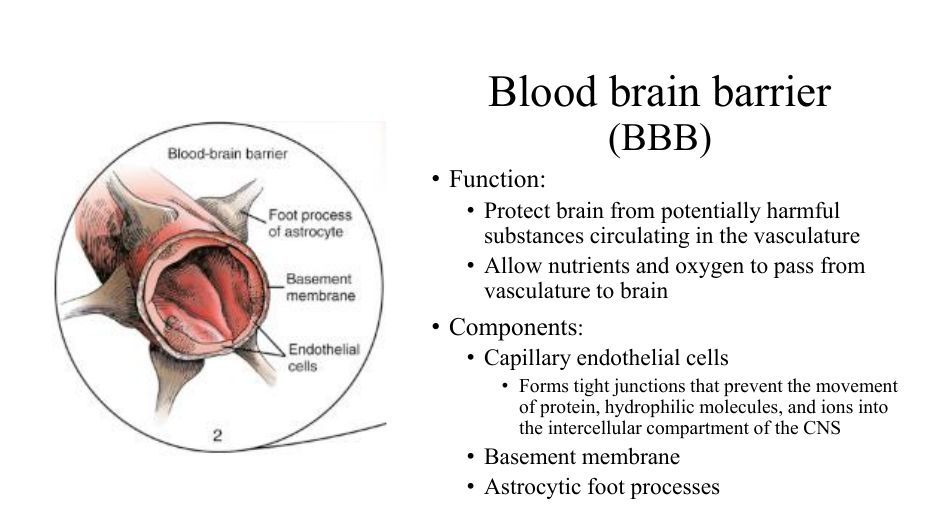 Blood brain barrier
(BBB)
Blood-brain barrier
Foot process
of astrocyte
Basement
membrane
Endothelial
cells
2
• Function:
• Protect brain from potentially harmful
substances circulating in the vasculature
• Allow nutrients and oxygen to pass from
vasculature to brain
• Components:
• Capillary endothelial cells
• Forms tight junctions that prevent the movement
of protein, hydrophilic molecules, and ions into
the intercellular compartment of the CNS
• Basement membrane
• Astrocytic foot processes